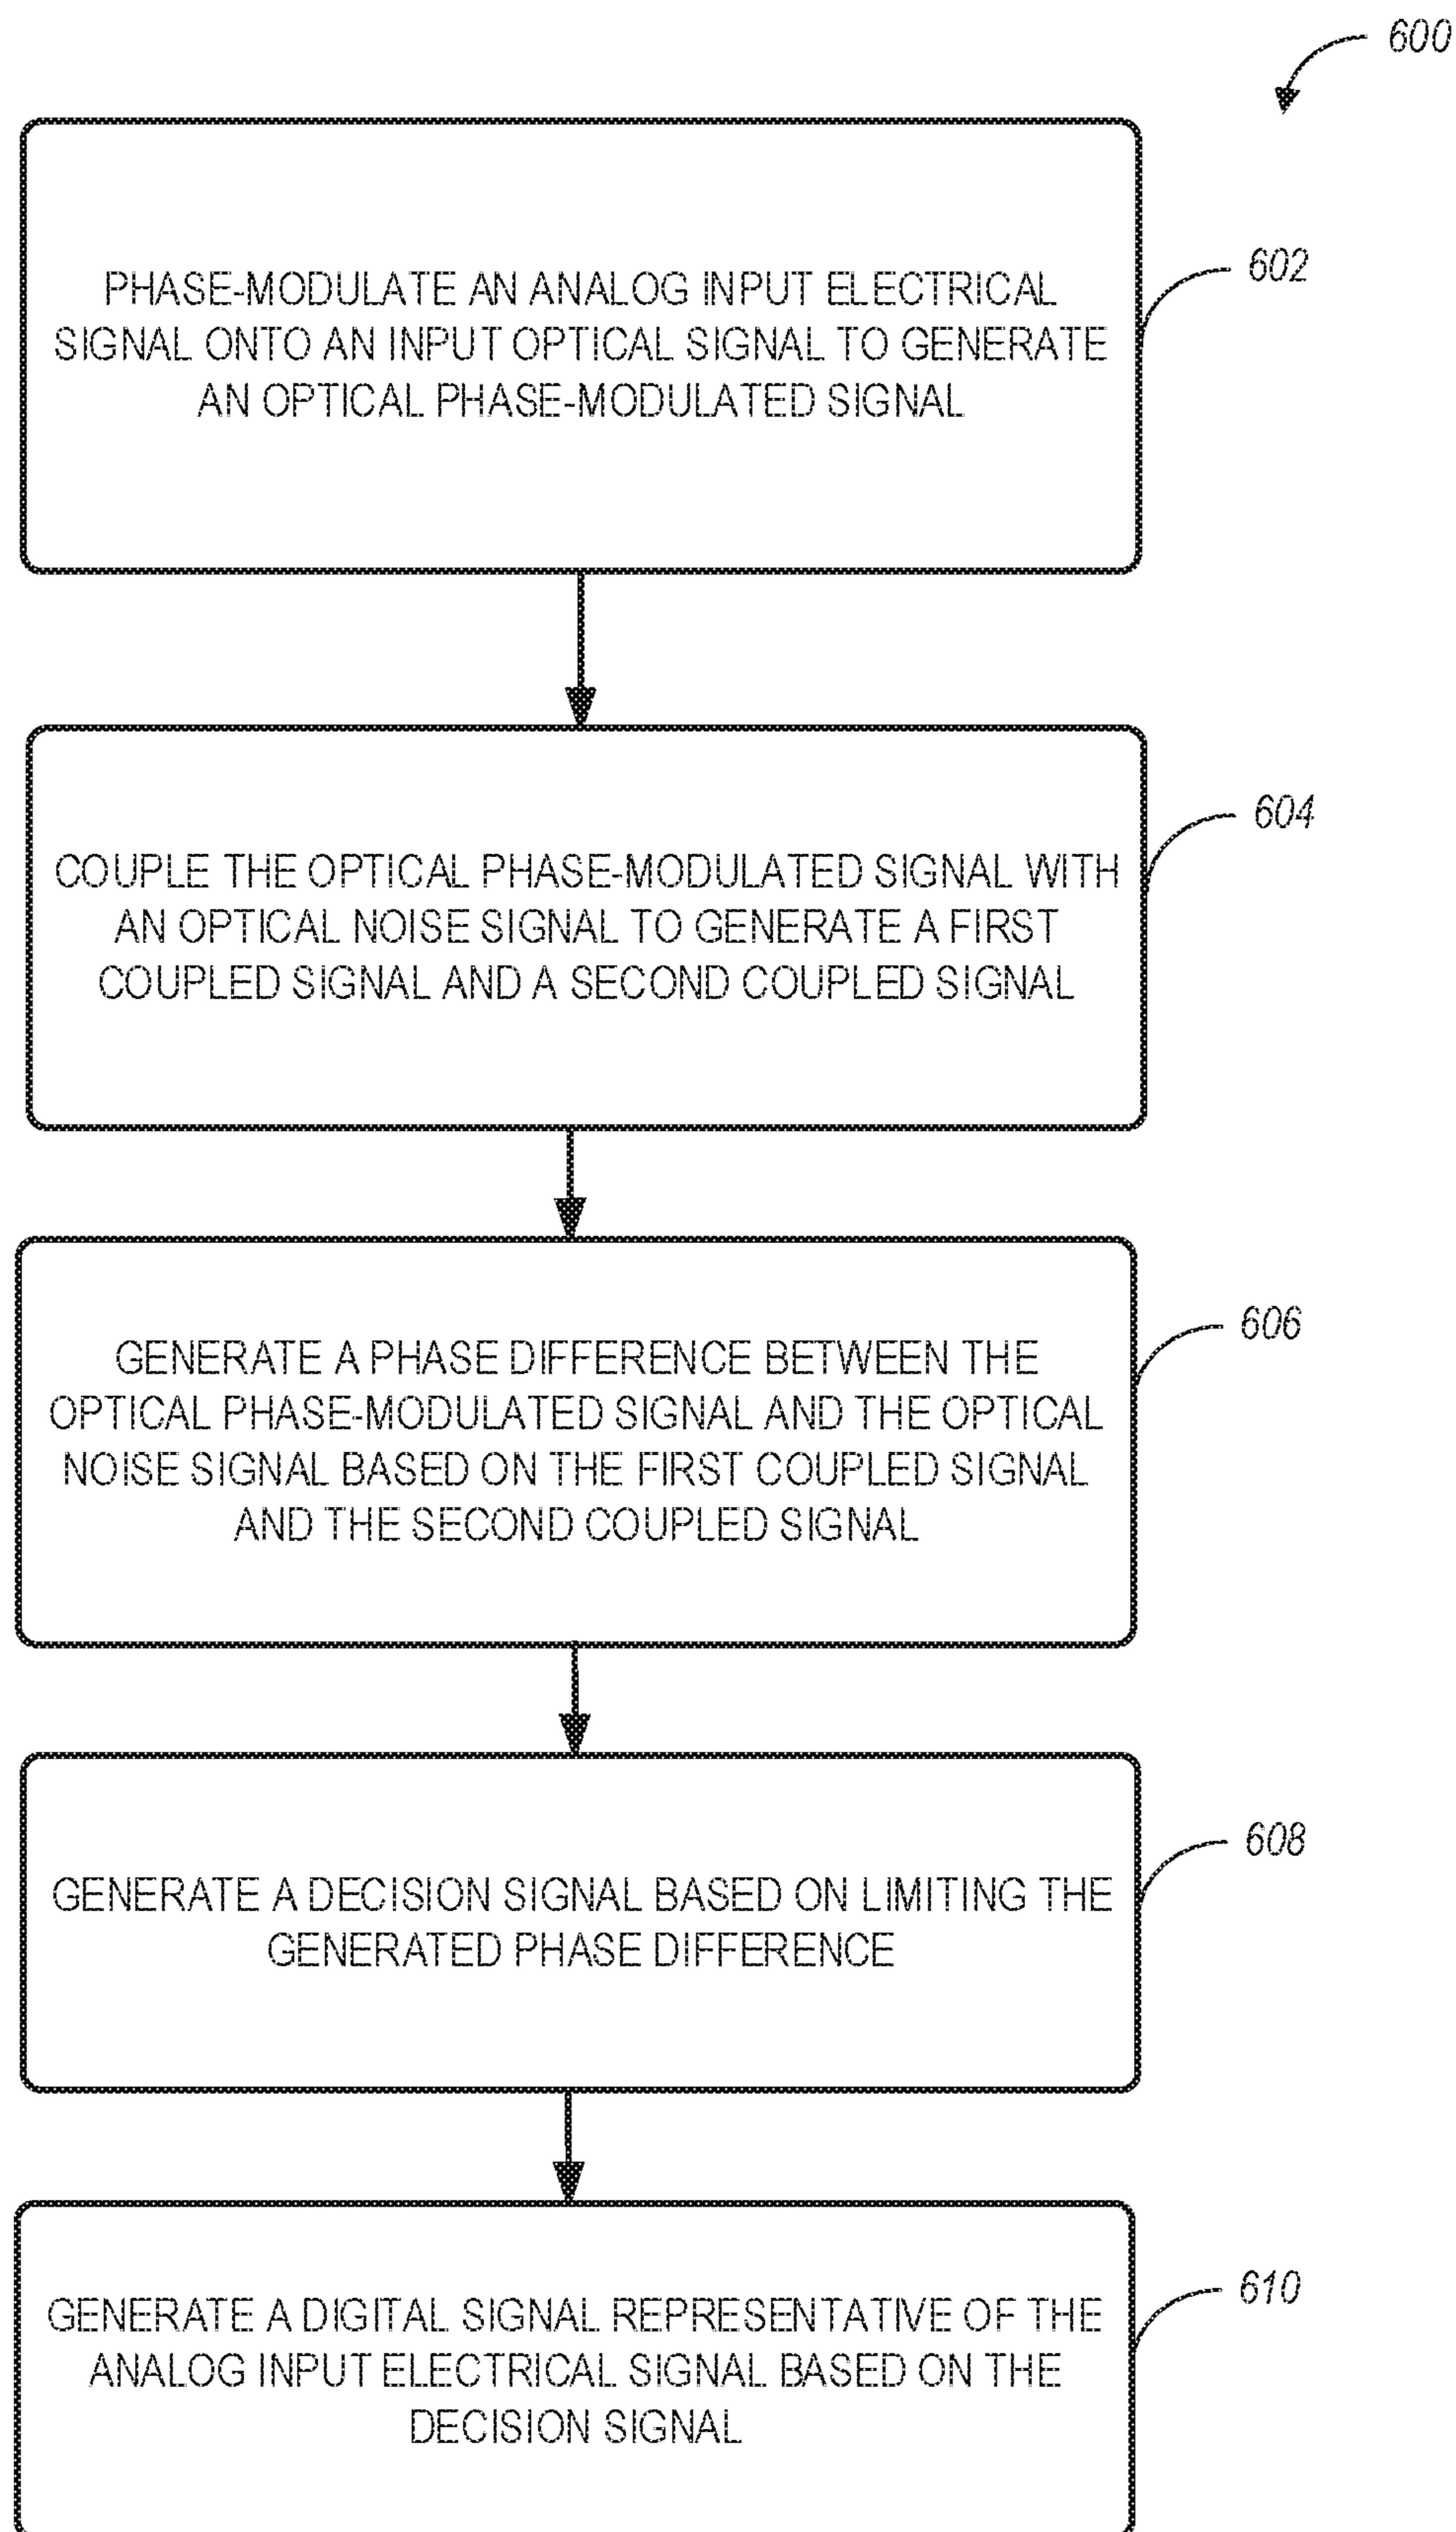 600
PHASE-MODULATE AN ANALOG INPUT ELECTRICAL
SIGNAL ONTO AN INPUT OPTICAL SIGNAL TO GENERATE
AN OPTICAL PHASE-MODULATED SIGNAL
602
COUPLE THE OPTICAL PHASE-MODULATED SIGNAL WITH
AN OPTICAL NOISE SIGNAL TO GENERATE A FIRST
COUPLED SIGNAL AND A SECOND COUPLED SIGNAL
604
GENERATE A PHASE DIFFERENCE BETWEEN THE
OPTICAL PHASE-MODULATED SIGNAL AND THE OPTICAL
NOISE SIGNAL BASED ON THE FIRST COUPLED SIGNAL
AND THE SECOND COUPLED SIGNAL
606
GENERATE A DECISION SIGNAL BASED ON LIMITING THE
GENERATED PHASE DIFFERENCE
608
GENERATE A DIGITAL SIGNAL REPRESENTATIVE OF THE
ANALOG INPUT ELECTRICAL SIGNAL BASED ON THE
DECISION SIGNAL
610